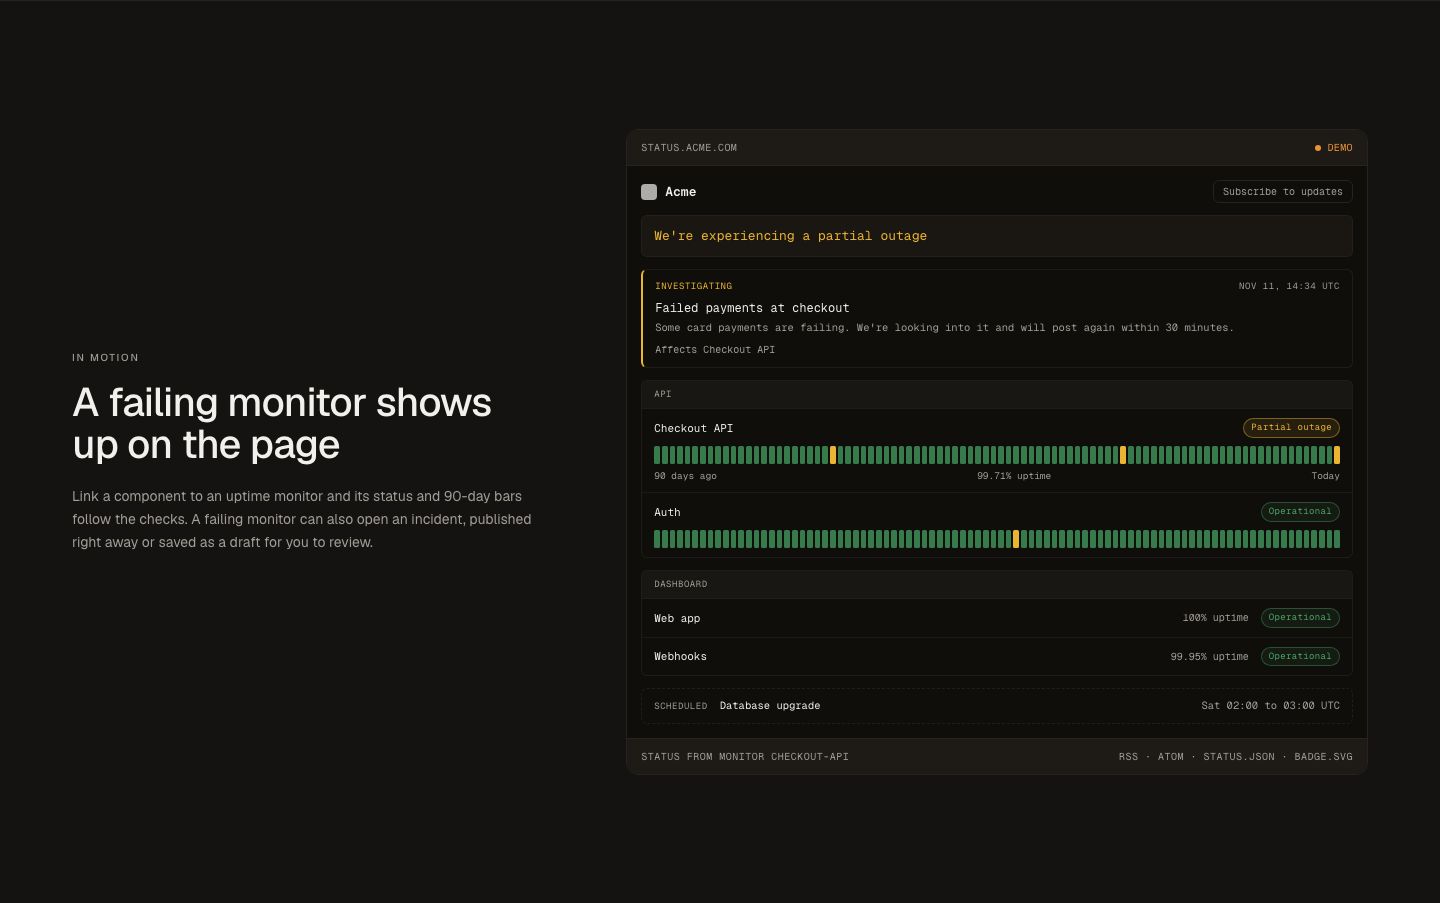 IN MOTION
A failing monitor shows
up on the page
Link a component to an uptime monitor and its status and 90-day bars
follow the checks. A failing monitor can also open an incident, published
right away or saved as a draft for you to review.
STATUS.ACME.COM
DEMO
Acme
Subscribe to updates
We're experiencing a partial outage
INVESTIGATING
NOV 11, 14:34 UTC
Failed payments at checkout
Some card payments are failing. We're looking into it and will post again within 30 minutes.
Affects Checkout API
API
Checkout API
Partial outage
90 days ago
99.71% uptime
Today
Auth
Operational
DASHBOARD
Web app
100% uptime
Operational
Webhooks
99.95% uptime
Operational
SCHEDULED
Database upgrade
Sat 02:00 to 03:00 UTC
STATUS FROM MONITOR CHECKOUT-API
RSS · ATOM · STATUS.JSON · BADGE.SVG